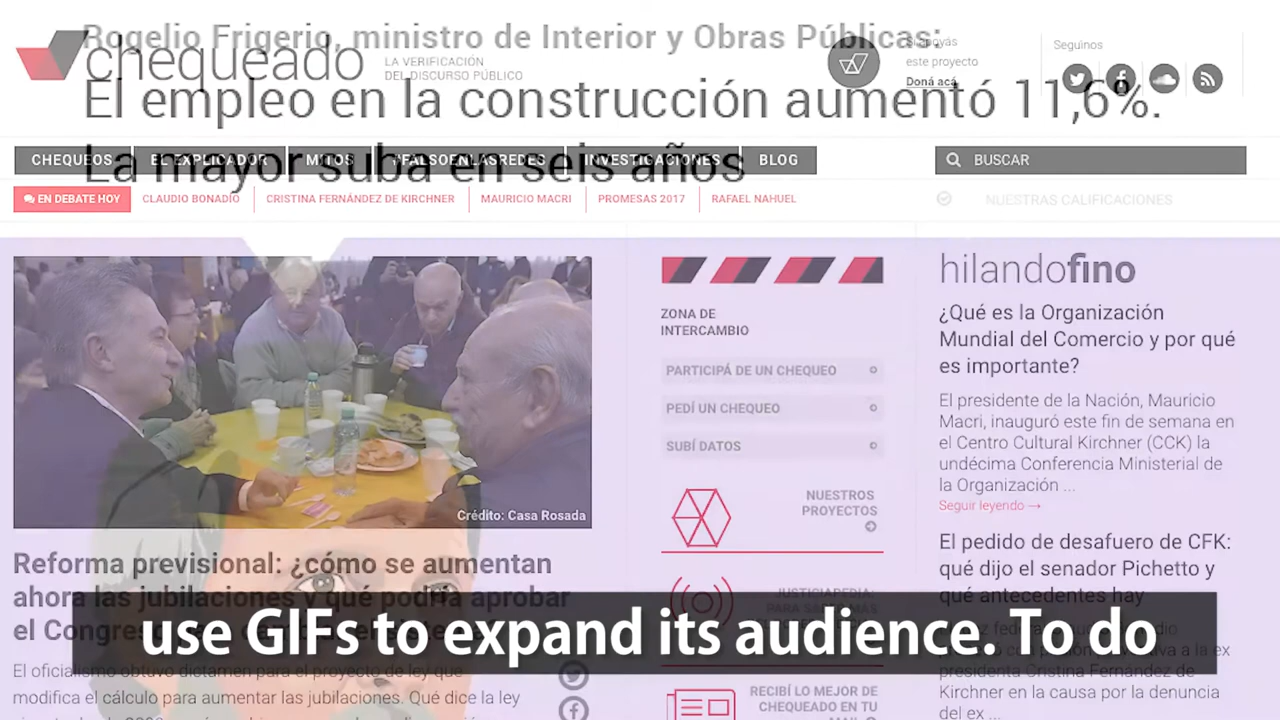 Rogelio Frigerio, ministro de Interior y Obras Públicas:
chequeado
LA VERIFICACIÓN
DEL DISCURSO PÚBLICO
este proyecto
Doná acá
Seguinos
El empleo en la construcción aumentó 11,6%.
La mayor suba en seis años
CHEQUEOS
EL EXPLICADOR
MITOS
#FALSOENLASREDES
INVESTIGACIONES
BLOG
BUSCAR
EN DEBATE HOY
CLAUDIO BONADÍO
CRISTINA FERNÁNDEZ DE KIRCHNER
MAURICIO MACRI
PROMESAS 2017
RAFAEL NAHUEL
NUESTRAS CALIFICACIONES
Crédito: Casa Rosada
Reforma previsional: ¿cómo se aumentan
ahora las jubilaciones y qué podría aprobar
el Congreso
El oficialismo obtuvo dictamen para el proyecto de ley que
modifica el cálculo para aumentar las jubilaciones. Qué dice la ley
ZONA DE
INTERCAMBIO
PARTICIPÁ DE UN CHEQUEO
PEDÍ UN CHEQUEO
SUBÍ DATOS
NUESTROS
PROYECTOS
JUSTICIAPEDIA:
PARA SABER MÁS
RECIBÍ LO MEJOR DE
CHEQUEADO EN TU
MAIL
hilandofino
¿Qué es la Organización
Mundial del Comercio y por qué
es importante?
El presidente de la Nación, Mauricio
Macri, inauguró este fin de semana en
el Centro Cultural Kirchner (CCK) la
undécima Conferencia Ministerial de
la Organización ...
Seguir leyendo →
El pedido de desafuero de CFK:
qué dijo el senador Pichetto y
qué antecedentes hay
a la ex
presidenta Cristina Fernández de
Kirchner en la causa por la denuncia
del ex ...
use GIFs to expand its audience. To do